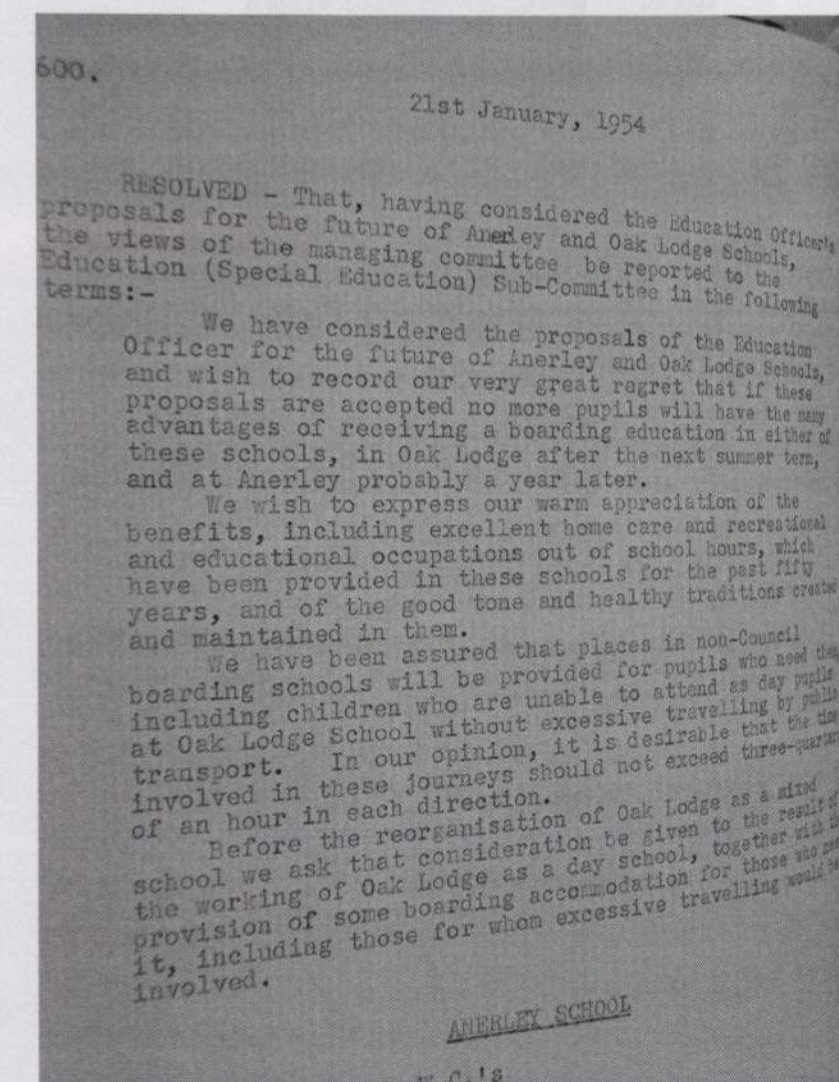 600.
21st January, 1954
RESOLVED - That, having considered the Education Officer's
proposals for the future of Anerley and Oak Lodge Schools,
the views of the managing committee be reported to the
Education (Special Education) Sub-Committee in the following
terms:-
We have considered the proposals of the Education
Officer for the future of Anerley and Oak Lodge Schools,
and wish to record our very great regret that if these
proposals are accepted no more pupils will have the many
advantages of receiving a boarding education in either of
these schools, in Oak Lodge after the next summer term,
and at Anerley probably a year later.
We wish to express our warm appreciation of the
benefits, including excellent home care and recreational
and educational occupations out of school hours, which
have been provided in these schools for the past fifty
years, and of the good tone and healthy traditions created
and maintained in them.
We have been assured that places in non-Council
boarding schools will be provided for pupils who need
including children who are unable to attend as day pupils
at Oak Lodge School without excessive travelling by public
transport. In our opinion, it is desirable that the time
involved in these journeys should not exceed three-quarters
of an hour in each direction.
Before the reorganisation of Oak Lodge as a mixed
school we ask that consideration be given to the result of
the working of Oak Lodge as a day school, together with
provision of some boarding accommodation for those who
it, including those for whom excessive travelling would
involved.
ANERLEY SCHOOL
C.'s